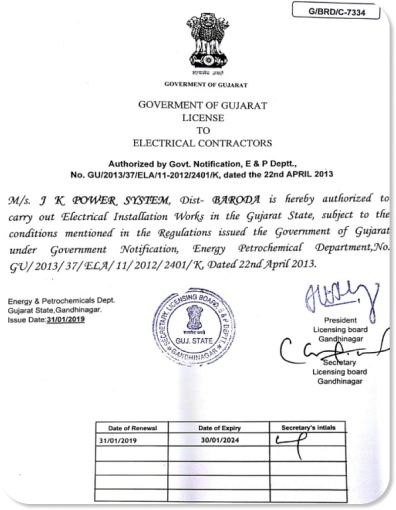 G/BRD/C-7334
सत्यमेव जयते
GOVERMENT OF GUJARAT
GOVERMENT OF GUJARAT
LICENSE
TO
ELECTRICAL CONTRACTORS
Authorized by Govt. Notification, E & P Deptt.,
No. GU/2013/37/ELA/11-2012/2401/K, dated the 22nd APRIL 2013
M/s. J K POWER SYSTEM, Dist- BARODA is hereby authorized to
carry out Electrical Installation Works in the Gujarat State, subject to the
conditions mentioned in the Regulations issued the Government of Gujarat
under Government Notification, Energy Petrochemical Department,No.
GU/ 2013/ 37/ ELA/ 11/ 2012/ 2401/ K, Dated 22nd April 2013.
Energy & Petrochemicals Dept.
Gujarat State,Gandhinagar.
Issue Date:31/01/2019
SECRETARY LICENSING BOARD E & P DEPTT.
GUJ. STATE
GANDHINAGAR
President
Licensing board
Gandhinagar
Secretary
Licensing board
Gandhinagar
Date of Renewal Date of Expiry Secretary's intials
31/01/2019 30/01/2024